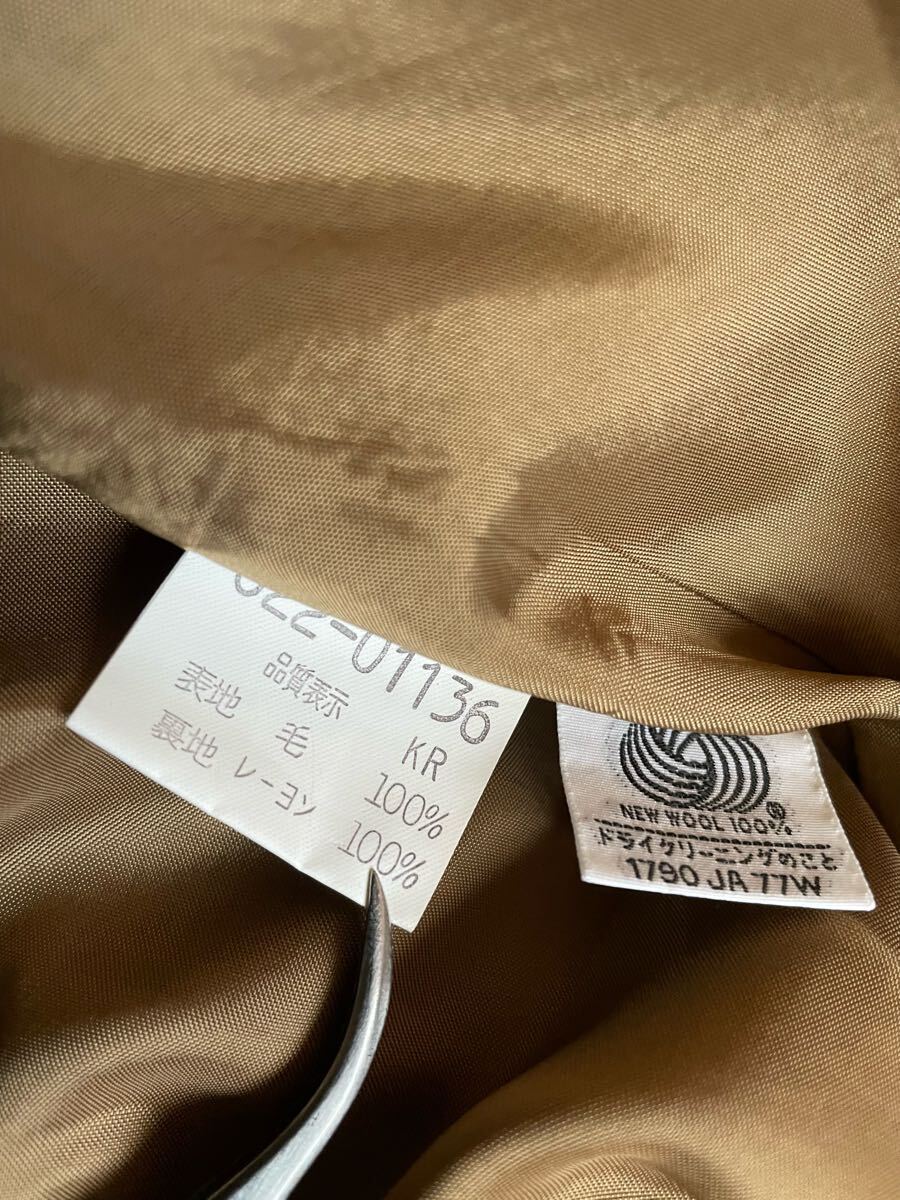 022-01136
品質表示 KR
表地 毛 100%
裏地 レーヨン 100%
NEW WOOL 100%
ドライクリーニングのこと
1790 JA 77W